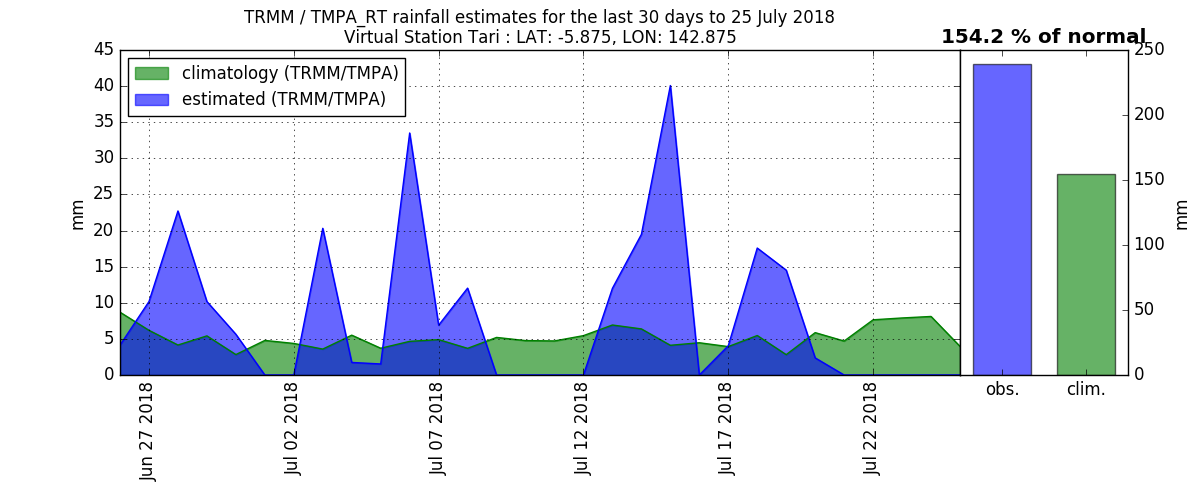 TRMM / TMPA_RT rainfall estimates for the last 30 days to 25 July 2018
Virtual Station Tari : LAT: -5.875, LON: 142.875
154.2 % of normal
climatology (TRMM/TMPA)
estimated (TRMM/TMPA)
45
40
35
30
25
20
15
10
5
0
mm
Jun 27 2018
Jul 02 2018
Jul 07 2018
Jul 12 2018
Jul 17 2018
Jul 22 2018
obs.
clim.
250
200
150
100
50
0
mm